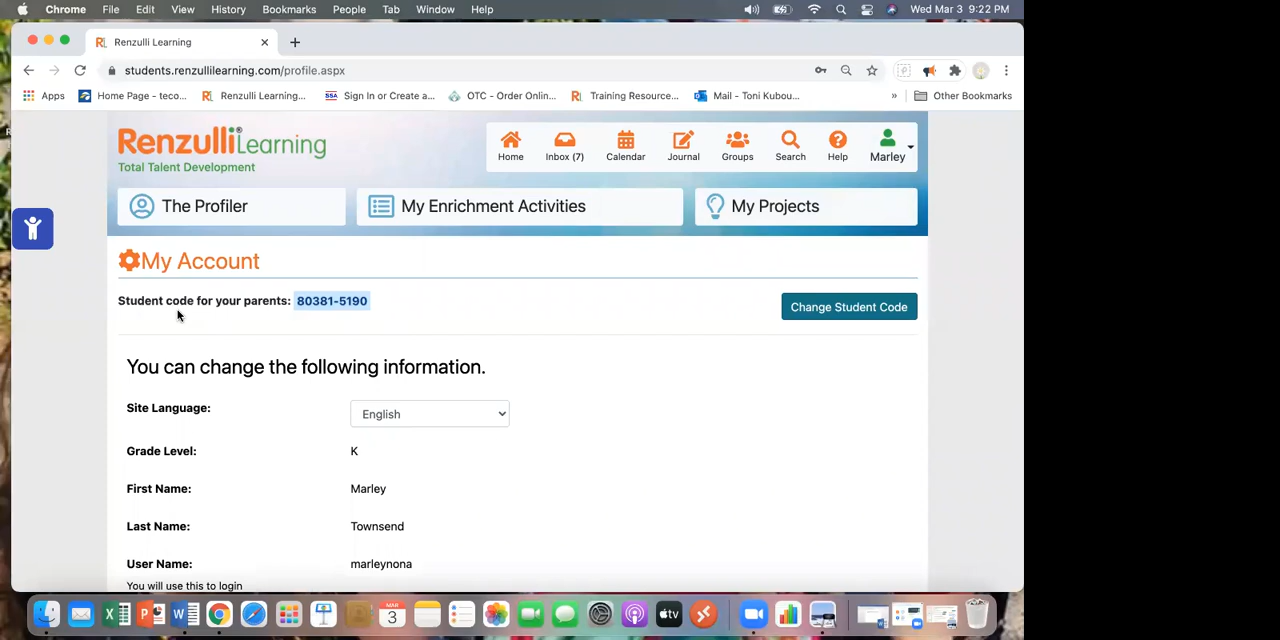 Chrome File Edit View History Bookmarks People Tab Window Help Wed Mar 3 9:22 PM
Renzulli Learning
students.renzullilearning.com/profile.aspx
Apps Home Page - teco... Renzulli Learning... Sign In or Create a... OTC - Order Onlin... Training Resource... Mail - Toni Kubou... » Other Bookmarks
RenzulliLearning
Total Talent Development
Home Inbox (7) Calendar Journal Groups Search Help Marley
The Profiler My Enrichment Activities My Projects
My Account
Student code for your parents: 80381-5190 Change Student Code
You can change the following information.
Site Language: English
Grade Level: K
First Name: Marley
Last Name: Townsend
User Name: marleynona
You will use this to login
MAR
3
tv